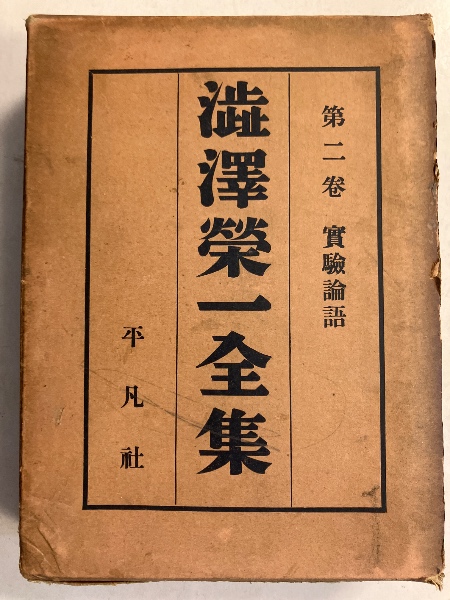 第二卷 實驗論語
澁澤榮一全集
平凡社